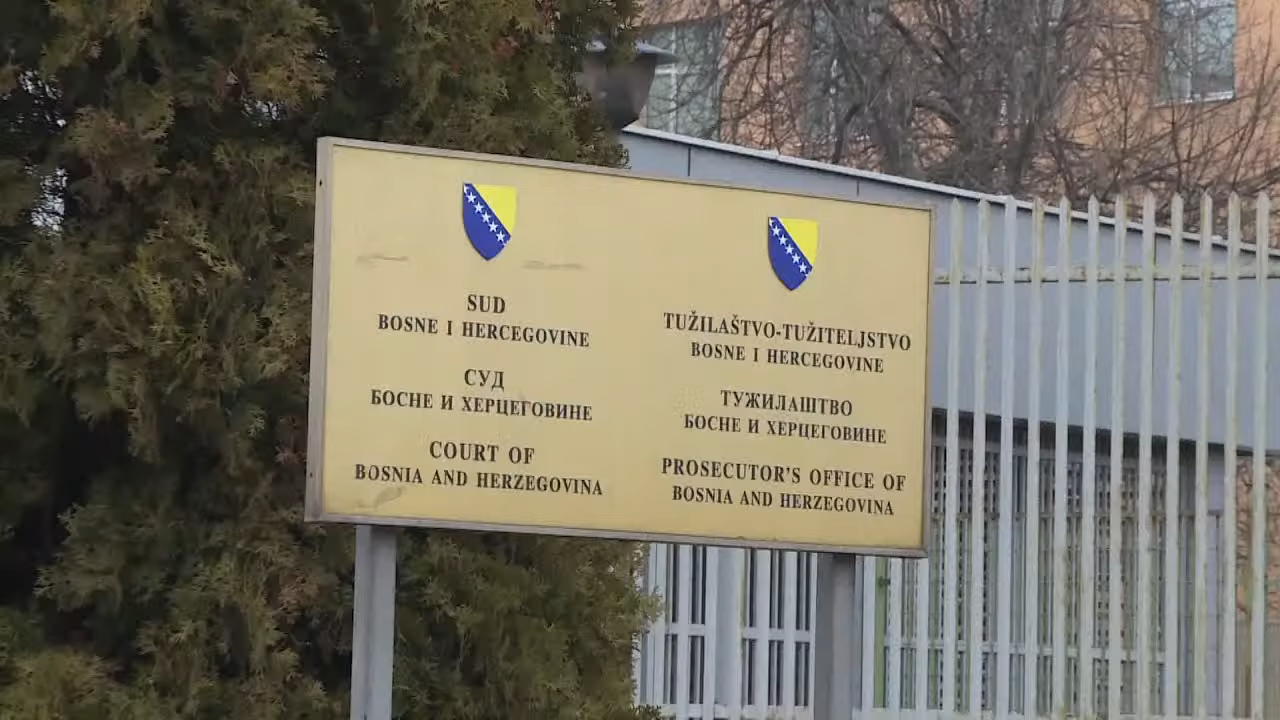 SUD
BOSNE I HERCEGOVINE
СУД
БОСНЕ И ХЕРЦЕГОВИНЕ
COURT OF
BOSNIA AND HERZEGOVINA
TUŽILAŠTVO-TUŽITELJSTVO
BOSNE I HERCEGOVINE
ТУЖИЛАШТВО
БОСНЕ И ХЕРЦЕГОВИНЕ
PROSECUTOR'S OFFICE OF
BOSNIA AND HERZEGOVINA